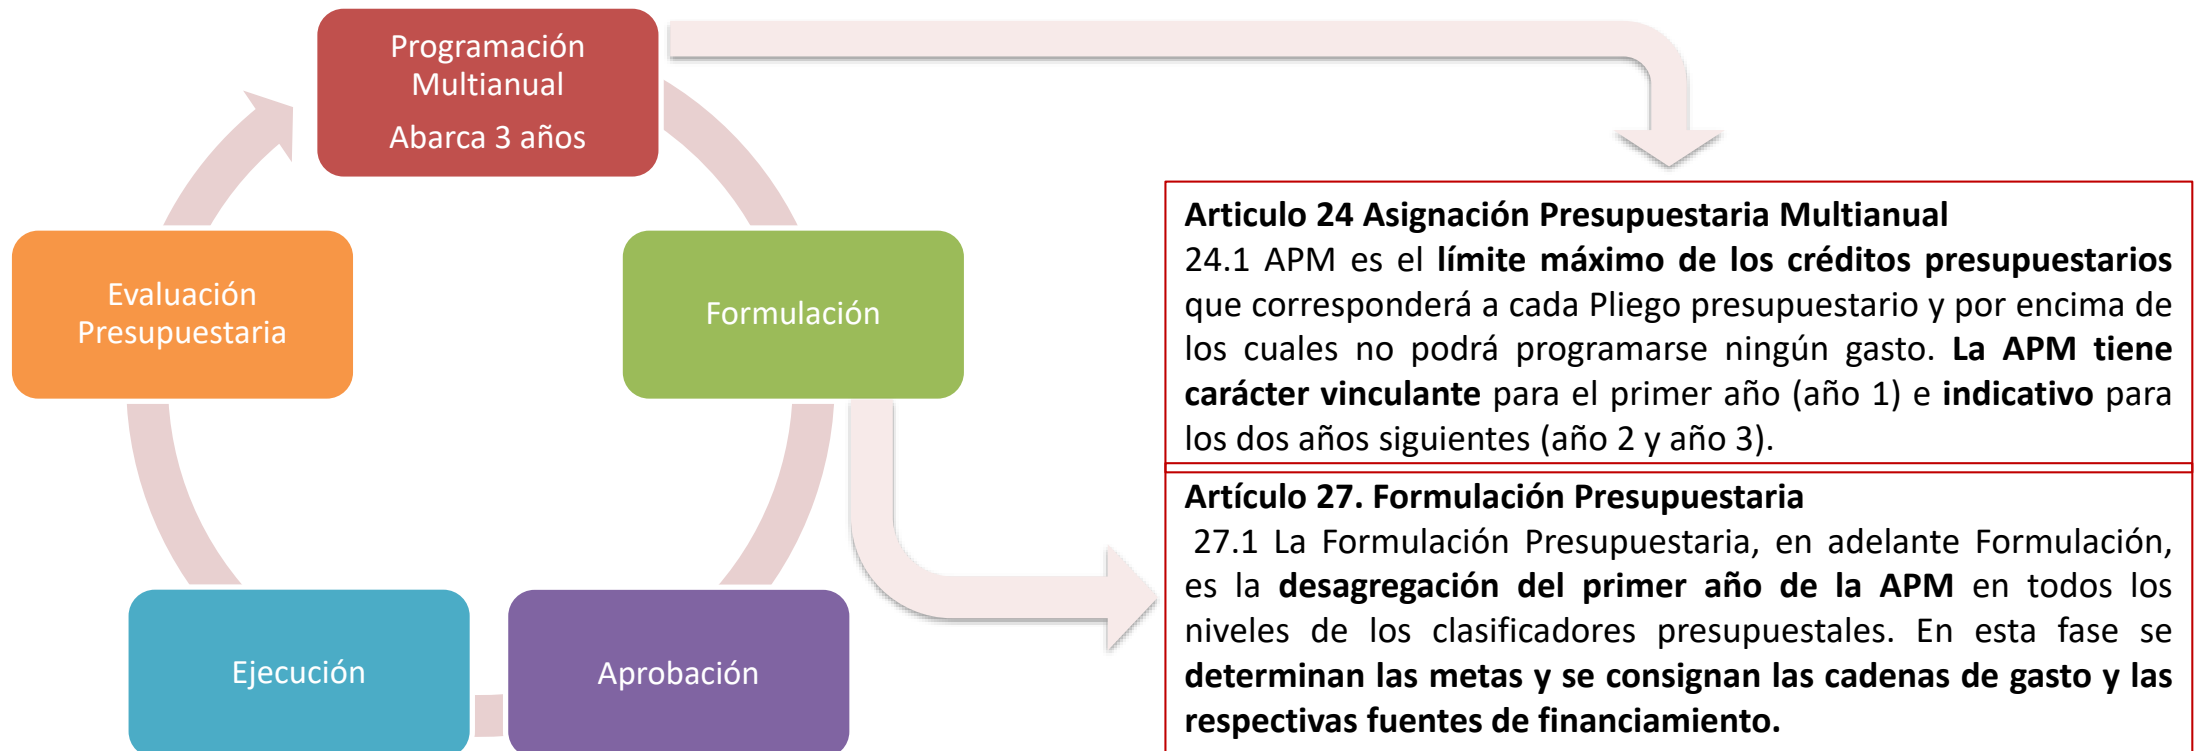 Programación
Multianual
Abarca 3 años
Formulación
Aprobación
Ejecución
Evaluación
Presupuestaria
Articulo 24 Asignación Presupuestaria Multianual
24.1 APM es el límite máximo de los créditos presupuestarios
que corresponderá a cada Pliego presupuestario y por encima de
los cuales no podrá programarse ningún gasto. La APM tiene
carácter vinculante para el primer año (año 1) e indicativo para
los dos años siguientes (año 2 y año 3).
Artículo 27. Formulación Presupuestaria
27.1 La Formulación Presupuestaria, en adelante Formulación,
es la desagregación del primer año de la APM en todos los
niveles de los clasificadores presupuestales. En esta fase se
determinan las metas y se consignan las cadenas de gasto y las
respectivas fuentes de financiamiento.